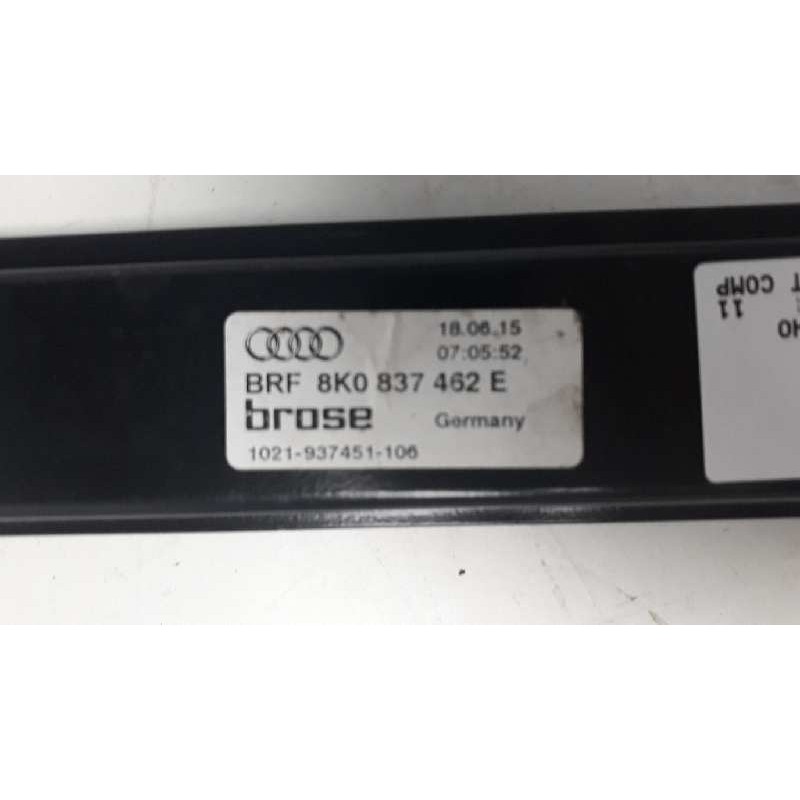 18.06.15
07:05:52
BRF 8K0 837 462 E
brose Germany
1021-937451-106
T COMP
11